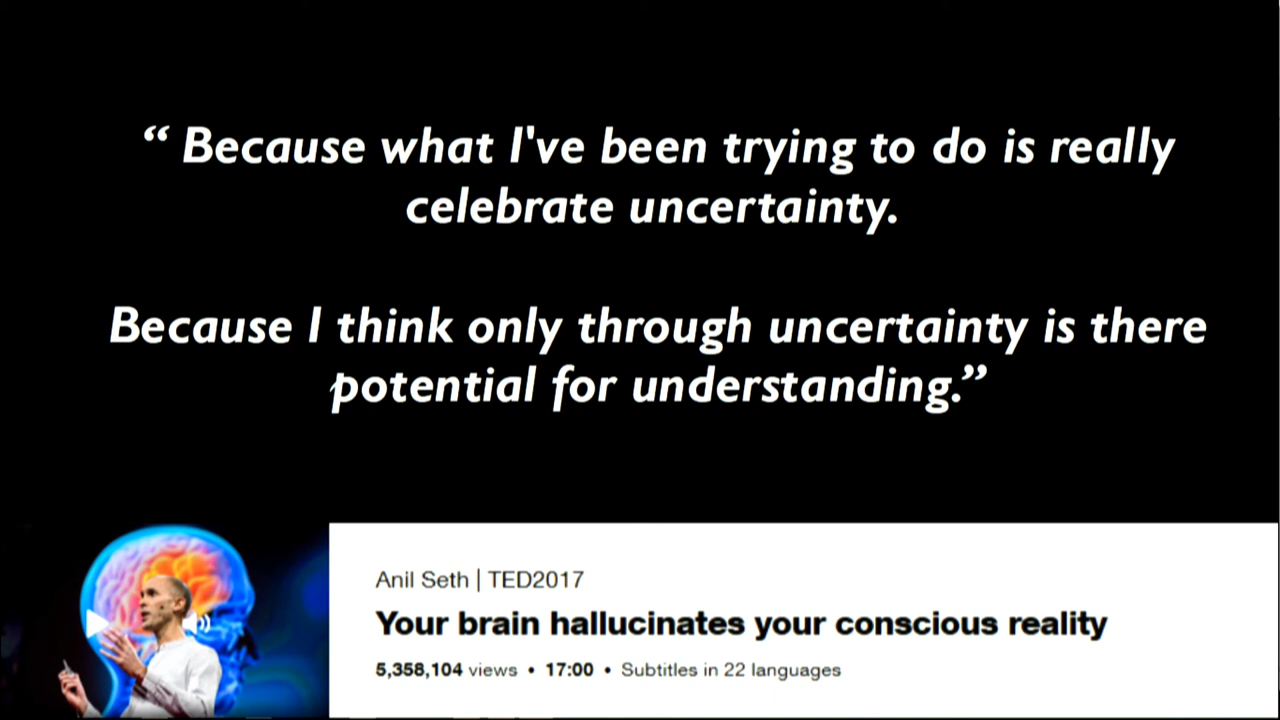 “ Because what I've been trying to do is really
celebrate uncertainty.
Because I think only through uncertainty is there
potential for understanding.”
Anil Seth | TED2017
Your brain hallucinates your conscious reality
5,358,104 views • 17:00 • Subtitles in 22 languages